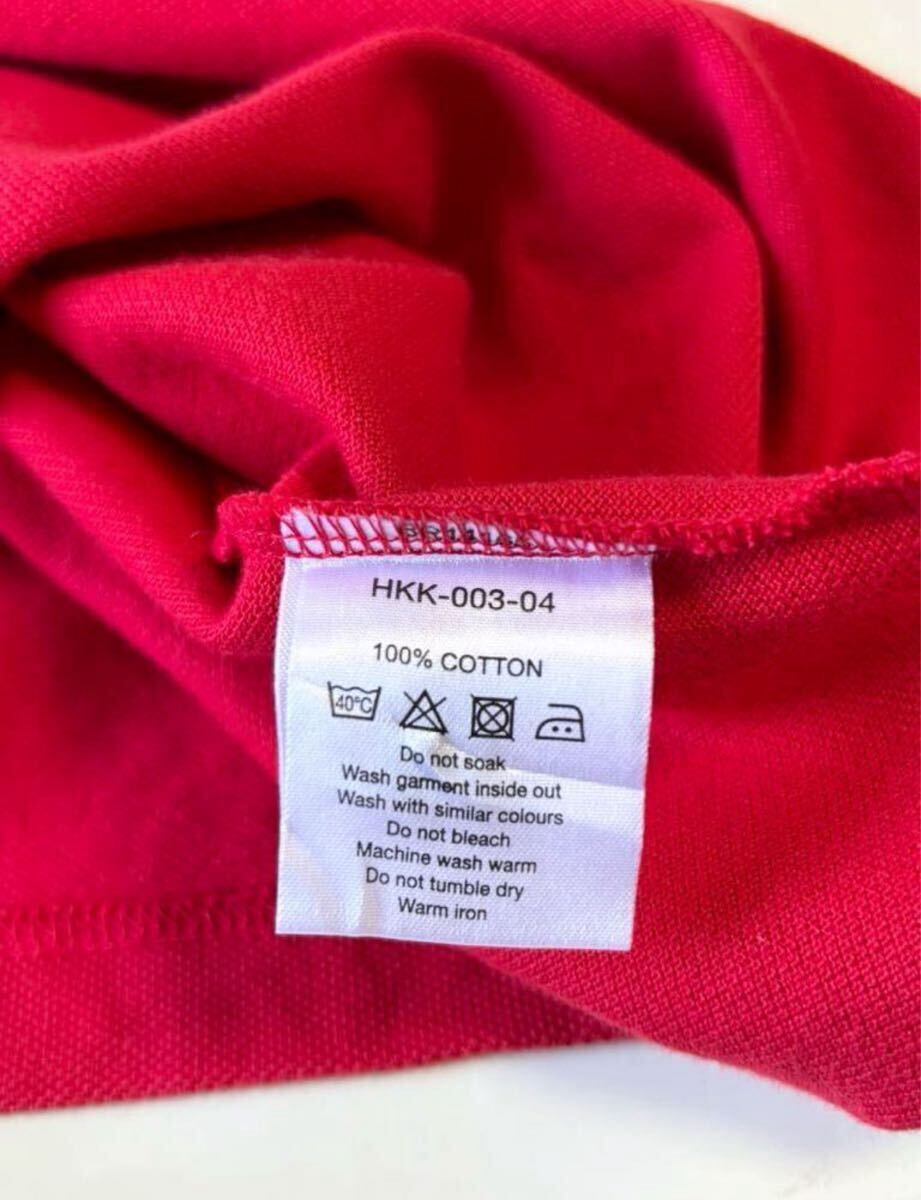 HKK-003-04
100% COTTON
40°C
Do not soak
Wash garment inside out
Wash with similar colours
Do not bleach
Machine wash warm
Do not tumble dry
Warm iron